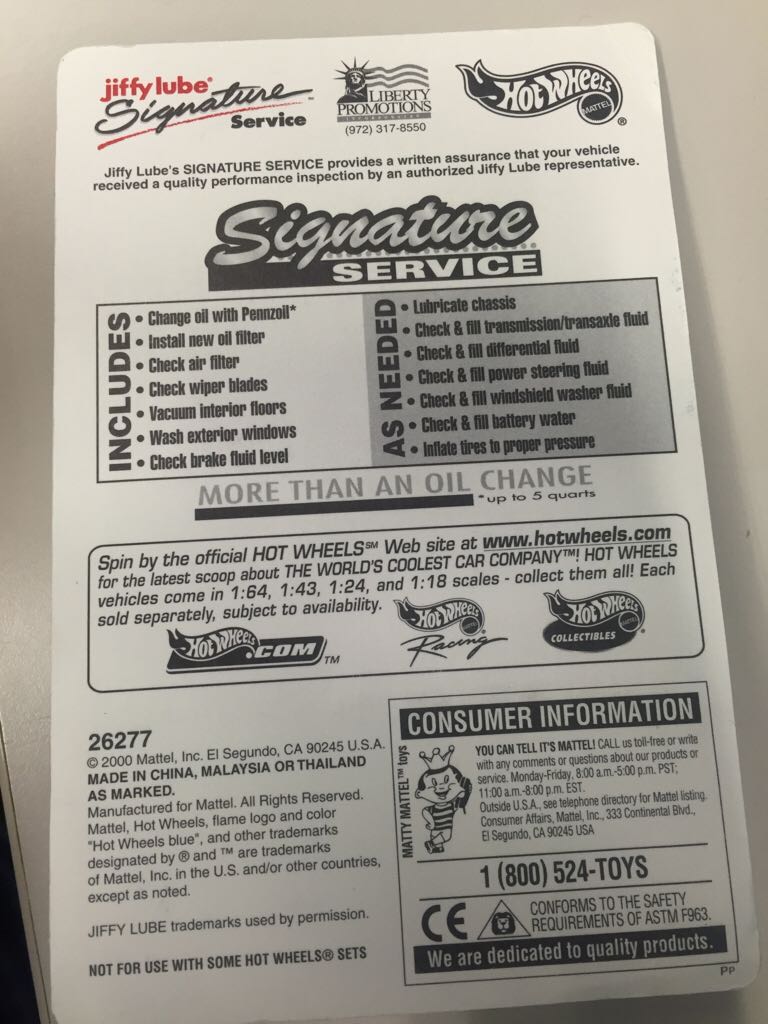 jiffy lube®
Signature™
Service
LIBERTY
PROMOTIONS
INCORPORATED
(972) 317-8550
Hot Wheels
MATTEL
®
Jiffy Lube's SIGNATURE SERVICE provides a written assurance that your vehicle
received a quality performance inspection by an authorized Jiffy Lube representative.
Signature
SERVICE
INCLUDES
• Change oil with Pennzoil*
• Install new oil filter
• Check air filter
• Check wiper blades
• Vacuum interior floors
• Wash exterior windows
• Check brake fluid level
AS NEEDED
• Lubricate chassis
• Check & fill transmission/transaxle fluid
• Check & fill differential fluid
• Check & fill power steering fluid
• Check & fill windshield washer fluid
• Check & fill battery water
• Inflate tires to proper pressure
MORE THAN AN OIL CHANGE
*up to 5 quarts
Spin by the official HOT WHEELS℠ Web site at www.hotwheels.com
for the latest scoop about THE WORLD'S COOLEST CAR COMPANY™! HOT WHEELS
vehicles come in 1:64, 1:43, 1:24, and 1:18 scales - collect them all! Each
sold separately, subject to availability.
Hot Wheels.COM™
Hot Wheels
Racing
Hot Wheels
COLLECTIBLES
26277
© 2000 Mattel, Inc. El Segundo, CA 90245 U.S.A.
MADE IN CHINA, MALAYSIA OR THAILAND
AS MARKED.
Manufactured for Mattel. All Rights Reserved.
Mattel, Hot Wheels, flame logo and color
"Hot Wheels blue", and other trademarks
designated by ® and ™ are trademarks
of Mattel, Inc. in the U.S. and/or other countries,
except as noted.
JIFFY LUBE trademarks used by permission.
NOT FOR USE WITH SOME HOT WHEELS® SETS
CONSUMER INFORMATION
MATTY MATTEL™ toys
YOU CAN TELL IT'S MATTEL! CALL us toll-free or write
with any comments or questions about our products or
service. Monday-Friday, 8:00 a.m.-5:00 p.m. PST;
11:00 a.m.-8:00 p.m. EST.
Outside U.S.A., see telephone directory for Mattel listing.
Consumer Affairs, Mattel, Inc., 333 Continental Blvd.,
El Segundo, CA 90245 USA
1 (800) 524-TOYS
CE
CONFORMS TO THE SAFETY
REQUIREMENTS OF ASTM F963.
We are dedicated to quality products.
PP